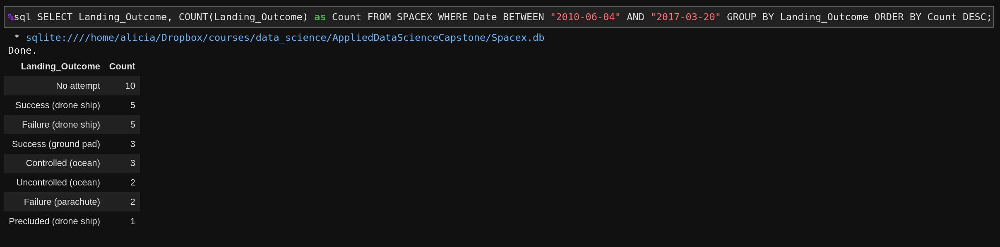 %sql SELECT Landing_Outcome, COUNT(Landing_Outcome) as Count FROM SPACEX WHERE Date BETWEEN "2010-06-04" AND "2017-03-20" GROUP BY Landing_Outcome ORDER BY Count DESC;
* sqlite:////home/alicia/Dropbox/courses/data_science/AppliedDataScienceCapstone/Spacex.db
Done.
Landing_Outcome Count
No attempt 10
Success (drone ship) 5
Failure (drone ship) 5
Success (ground pad) 3
Controlled (ocean) 3
Uncontrolled (ocean) 2
Failure (parachute) 2
Precluded (drone ship) 1